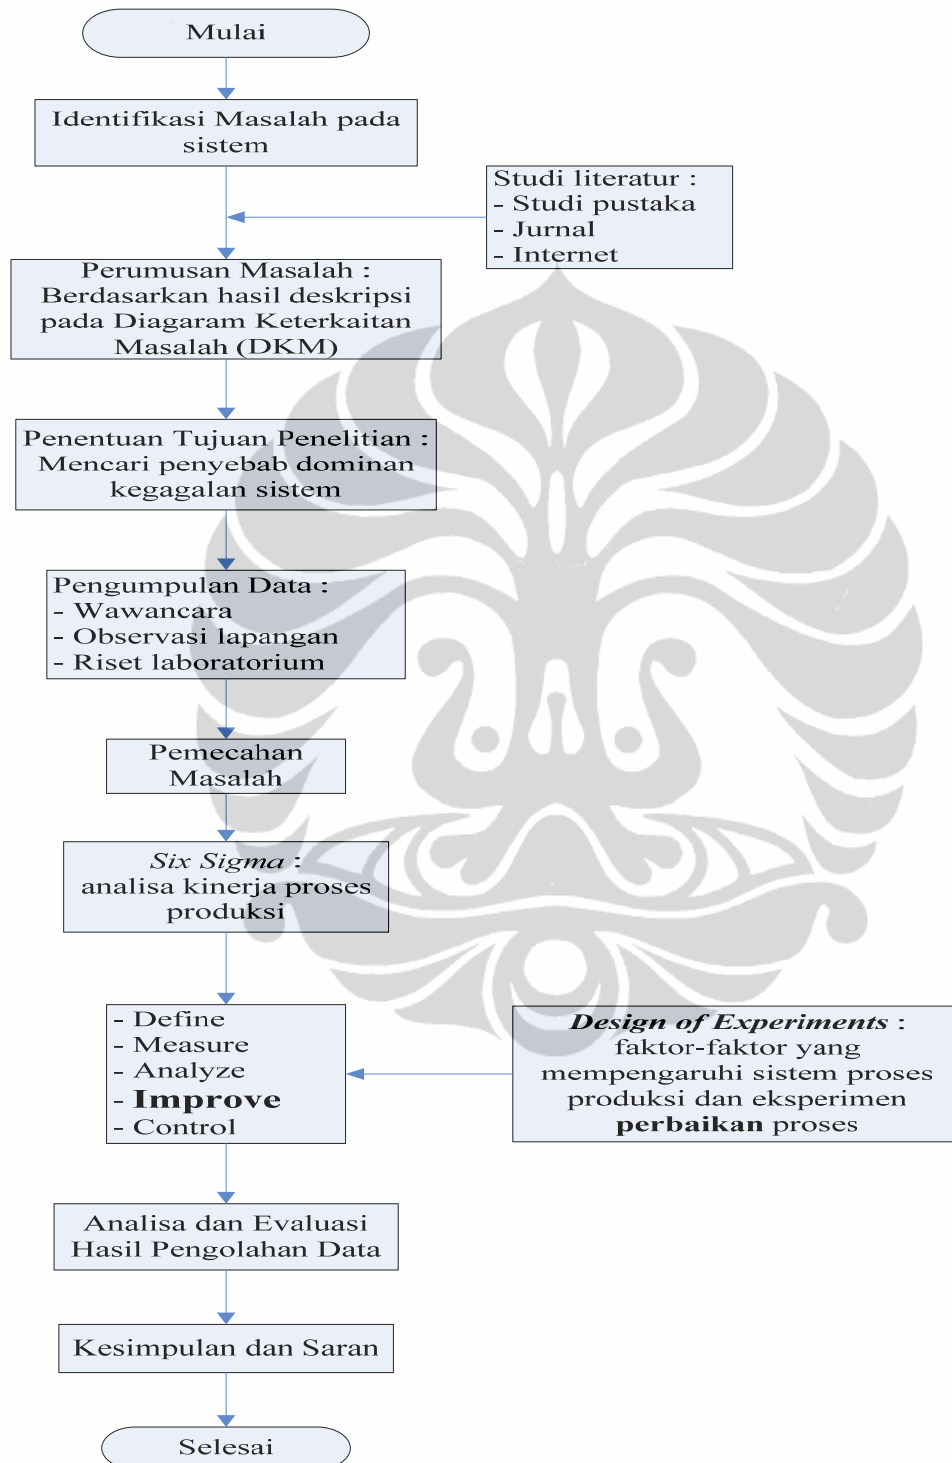 Mulai
Identifikasi Masalah pada
sistem
Studi literatur :
- Studi pustaka
- Jurnal
- Internet
Perumusan Masalah :
Berdasarkan hasil deskripsi
pada Diagaram Keterkaitan
Masalah (DKM)
Penentuan Tujuan Penelitian :
Mencari penyebab dominan
kegagalan sistem
Pengumpulan Data :
- Wawancara
- Observasi lapangan
- Riset laboratorium
Pemecahan
Masalah
Six Sigma :
analisa kinerja proses
produksi
- Define
- Measure
- Analyze
- Improve
- Control
Design of Experiments :
faktor-faktor yang
mempengaruhi sistem proses
produksi dan eksperimen
perbaikan proses
Analisa dan Evaluasi
Hasil Pengolahan Data
Kesimpulan dan Saran
Selesai